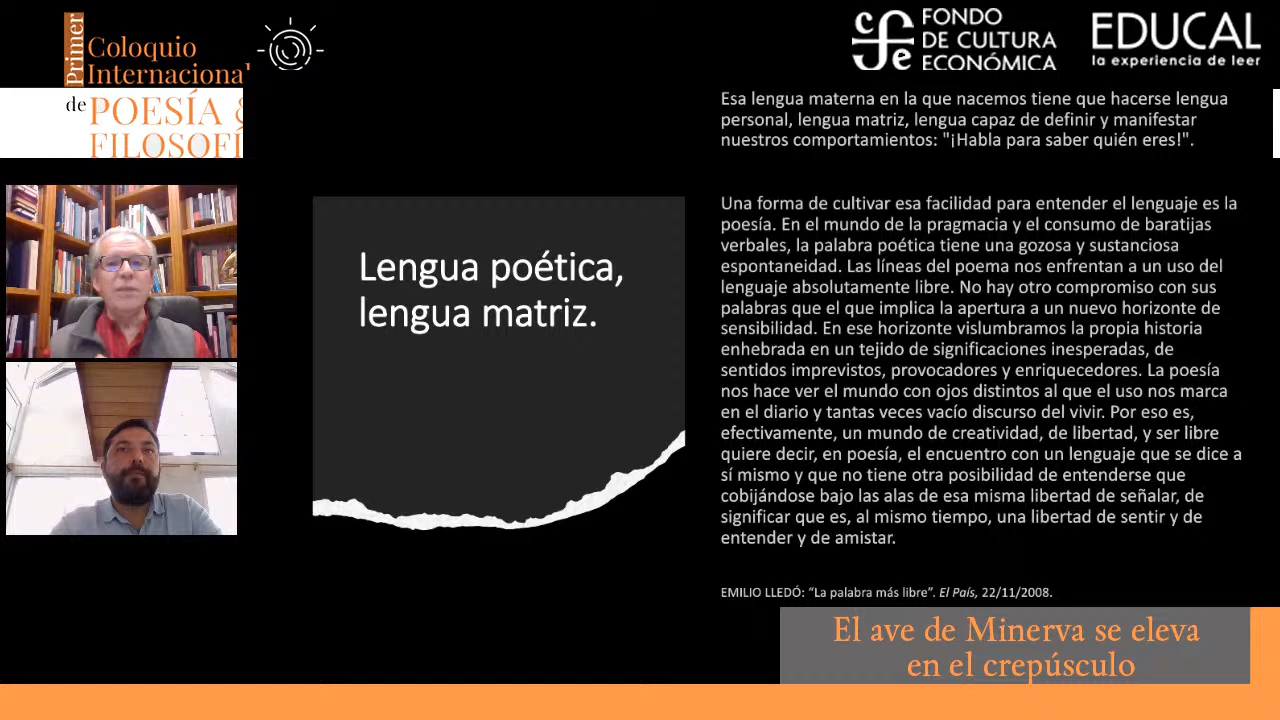 Primer
Coloquio
Internacional
de POESÍA &
FILOSOFÍ
FONDO
DE CULTURA
ECONÓMICA
EDUCAL
la experiencia de leer
Lengua poética,
lengua matriz.
Esa lengua materna en la que nacemos tiene que hacerse lengua
personal, lengua matriz, lengua capaz de definir y manifestar
nuestros comportamientos: "¡Habla para saber quién eres!".
Una forma de cultivar esa facilidad para entender el lenguaje es la
poesía. En el mundo de la pragmacia y el consumo de baratijas
verbales, la palabra poética tiene una gozosa y sustanciosa
espontaneidad. Las líneas del poema nos enfrentan a un uso del
lenguaje absolutamente libre. No hay otro compromiso con sus
palabras que el que implica la apertura a un nuevo horizonte de
sensibilidad. En ese horizonte vislumbramos la propia historia
enhebrada en un tejido de significaciones inesperadas, de
sentidos imprevistos, provocadores y enriquecedores. La poesía
nos hace ver el mundo con ojos distintos al que el uso nos marca
en el diario y tantas veces vacío discurso del vivir. Por eso es,
efectivamente, un mundo de creatividad, de libertad, y ser libre
quiere decir, en poesía, el encuentro con un lenguaje que se dice a
sí mismo y que no tiene otra posibilidad de entenderse que
cobijándose bajo las alas de esa misma libertad de señalar, de
significar que es, al mismo tiempo, una libertad de sentir y de
entender y de amistar.
EMILIO LLEDÓ: “La palabra más libre”. El País, 22/11/2008.
El ave de Minerva se eleva
en el crepúsculo